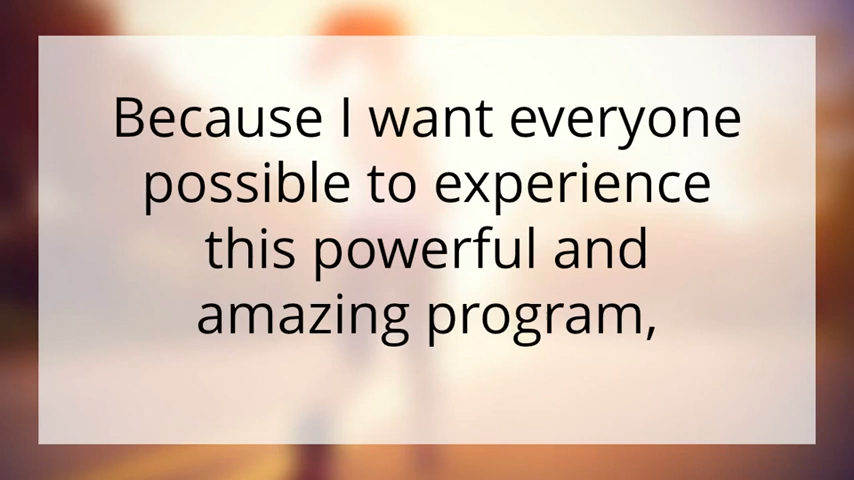 Because I want everyone
possible to experience
this powerful and
amazing program,